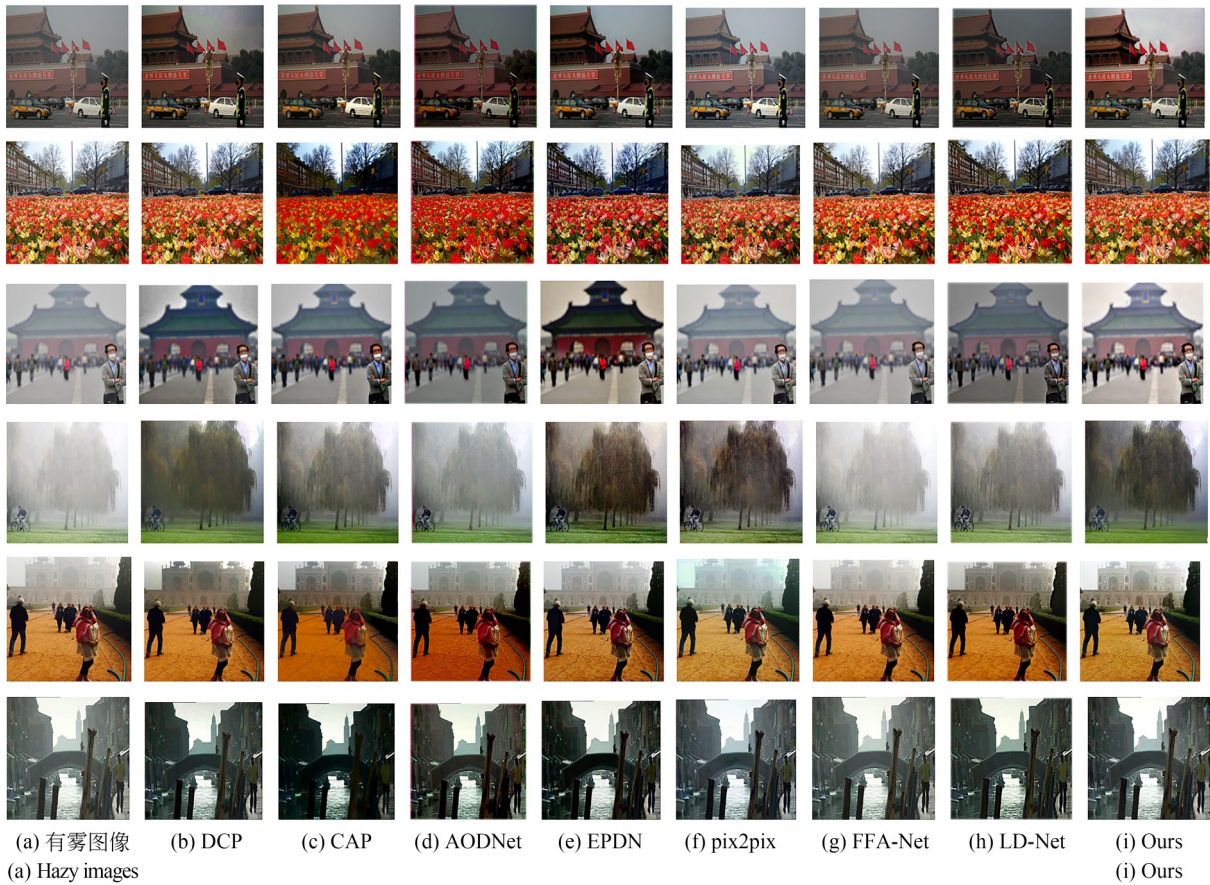 (a) 有雾图像 (b) DCP (c) CAP (d) AODNet (e) EPDN (f) pix2pix (g) FFA-Net (h) LD-Net (i) Ours
(a) Hazy images (i) Ours